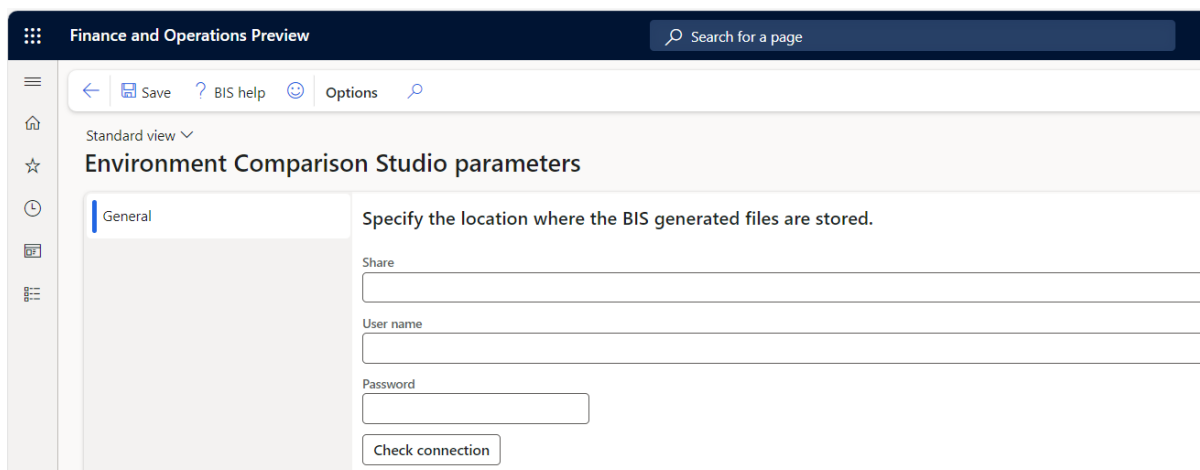 Finance and Operations Preview
Search for a page
Save
BIS help
Options
Standard view
Environment Comparison Studio parameters
General
Specify the location where the BIS generated files are stored.
Share
User name
Password
Check connection